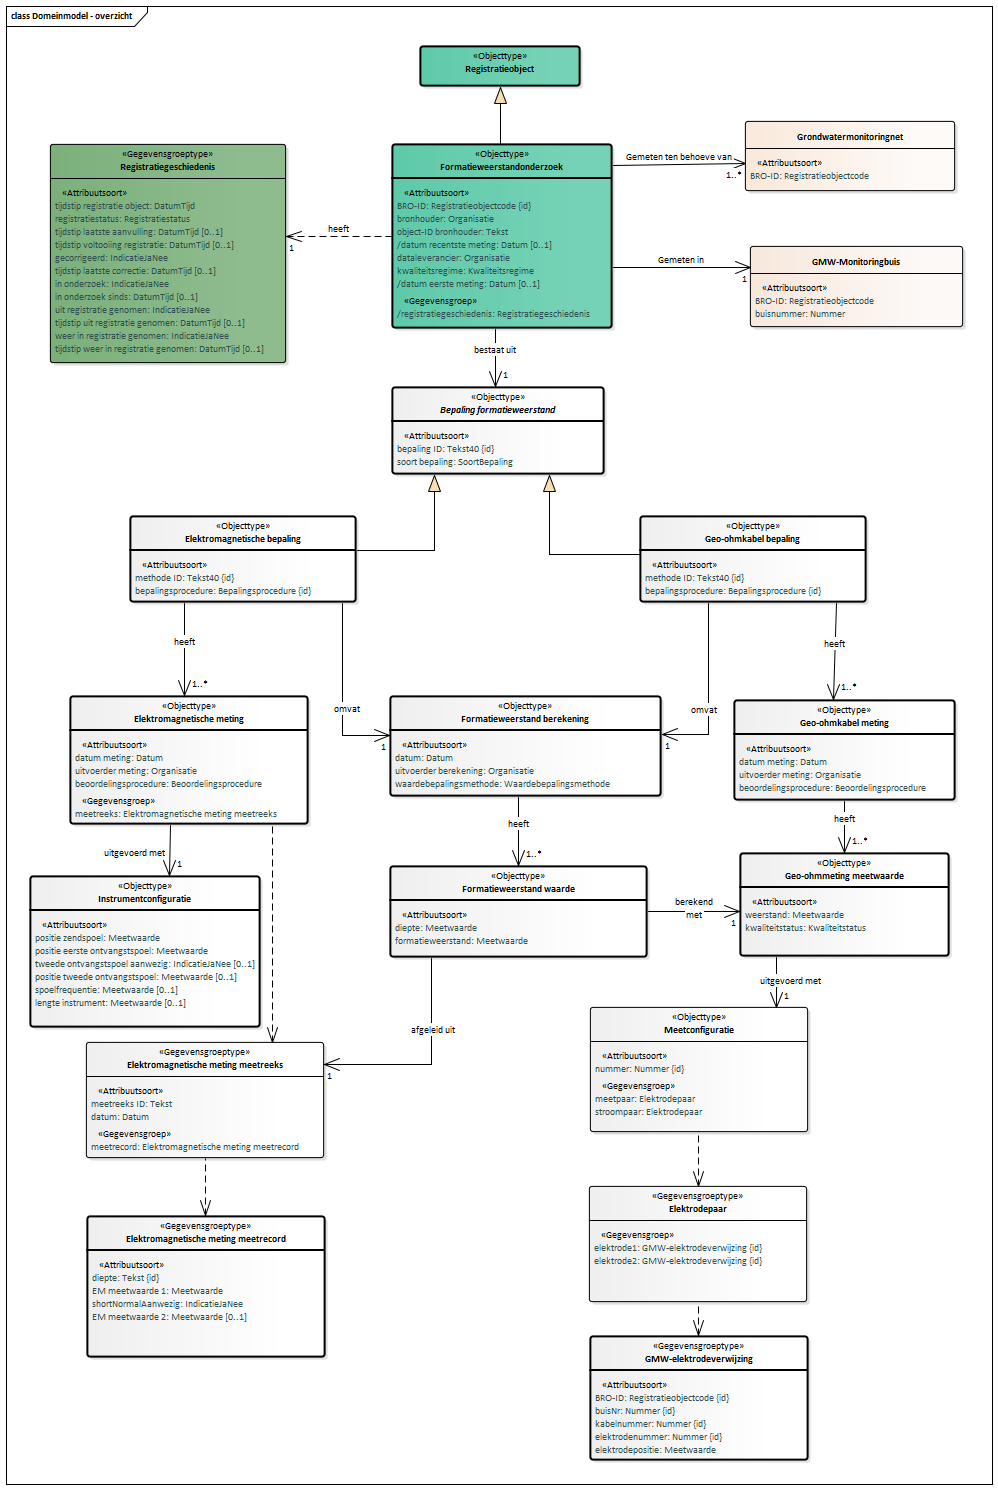 class Domeinmodel - overzicht
«Objecttype»
Registratieobject
«Gegevensgroeptype»
Registratiegeschiedenis
«Attribuutsoort»
tijdstip registratie object: DatumTijd
registratiestatus: Registratiestatus
tijdstip laatste aanvulling: DatumTijd [0..1]
tijdstip voltooiing registratie: DatumTijd [0..1]
gecorrigeerd: IndicatieJaNee
tijdstip laatste correctie: DatumTijd [0..1]
in onderzoek: IndicatieJaNee
in onderzoek sinds: DatumTijd [0..1]
uit registratie genomen: IndicatieJaNee
tijdstip uit registratie genomen: DatumTijd [0..1]
weer in registratie genomen: IndicatieJaNee
tijdstip weer in registratie genomen: DatumTijd [0..1]
heeft
1
«Objecttype»
Formatieweerstandonderzoek
«Attribuutsoort»
BRO-ID: Registratieobjectcode {id}
bronhouder: Organisatie
object-ID bronhouder: Tekst
/datum recentste meting: Datum [0..1]
dataleverancier: Organisatie
kwaliteitsregime: Kwaliteitsregime
/datum eerste meting: Datum [0..1]
«Gegevensgroep»
/registratiegeschiedenis: Registratiegeschiedenis
Gemeten ten behoeve van
1..*
Grondwatermonitoringnet
«Attribuutsoort»
BRO-ID: Registratieobjectcode
Gemeten in
1
GMW-Monitoringbuis
«Attribuutsoort»
BRO-ID: Registratieobjectcode
buisnummer: Nummer
bestaat uit
1
«Objecttype»
Bepaling formatieweerstand
«Attribuutsoort»
bepaling ID: Tekst40 {id}
soort bepaling: SoortBepaling
«Objecttype»
Elektromagnetische bepaling
«Attribuutsoort»
methode ID: Tekst40 {id}
bepalingsprocedure: Bepalingsprocedure {id}
«Objecttype»
Geo-ohmkabel bepaling
«Attribuutsoort»
methode ID: Tekst40 {id}
bepalingsprocedure: Bepalingsprocedure {id}
heeft
1..*
omvat
1
omvat
1
heeft
1..*
«Objecttype»
Elektromagnetische meting
«Attribuutsoort»
datum meting: Datum
uitvoerder meting: Organisatie
beoordelingsprocedure: Beoordelingsprocedure
«Gegevensgroep»
meetreeks: Elektromagnetische meting meetreeks
«Objecttype»
Formatieweerstand berekening
«Attribuutsoort»
datum: Datum
uitvoerder berekening: Organisatie
waardebepalingsmethode: Waardebepalingsmethode
«Objecttype»
Geo-ohmkabel meting
«Attribuutsoort»
datum meting: Datum
uitvoerder meting: Organisatie
beoordelingsprocedure: Beoordelingsprocedure
uitgevoerd met
1
heeft
1..*
heeft
1..*
«Objecttype»
Instrumentconfiguratie
«Attribuutsoort»
positie zendspoel: Meetwaarde
positie eerste ontvangstspoel: Meetwaarde
tweede ontvangstspoel aanwezig: IndicatieJaNee [0..1]
positie tweede ontvangstspoel: Meetwaarde [0..1]
spoelfrequentie: Meetwaarde [0..1]
lengte instrument: Meetwaarde [0..1]
«Objecttype»
Formatieweerstand waarde
«Attribuutsoort»
diepte: Meetwaarde
formatieweerstand: Meetwaarde
berekend
met
1
«Objecttype»
Geo-ohmmeting meetwaarde
«Attribuutsoort»
weerstand: Meetwaarde
kwaliteitstatus: Kwaliteitstatus
uitgevoerd met
1
afgeleid uit
1
«Gegevensgroeptype»
Elektromagnetische meting meetreeks
«Attribuutsoort»
meetreeks ID: Tekst
datum: Datum
«Gegevensgroep»
meetrecord: Elektromagnetische meting meetrecord
«Objecttype»
Meetconfiguratie
«Attribuutsoort»
nummer: Nummer {id}
«Gegevensgroep»
meetpaar: Elektrodepaar
stroompaar: Elektrodepaar
«Gegevensgroeptype»
Elektrodepaar
«Gegevensgroep»
elektrode1: GMW-elektrodeverwijzing {id}
elektrode2: GMW-elektrodeverwijzing {id}
«Gegevensgroeptype»
Elektromagnetische meting meetrecord
«Attribuutsoort»
diepte: Tekst {id}
EM meetwaarde 1: Meetwaarde
shortNormalAanwezig: IndicatieJaNee
EM meetwaarde 2: Meetwaarde [0..1]
«Gegevensgroeptype»
GMW-elektrodeverwijzing
«Attribuutsoort»
BRO-ID: Registratieobjectcode {id}
buisNr: Nummer {id}
kabelnummer: Nummer {id}
elektrodenummer: Nummer {id}
elektrodepositie: Meetwaarde